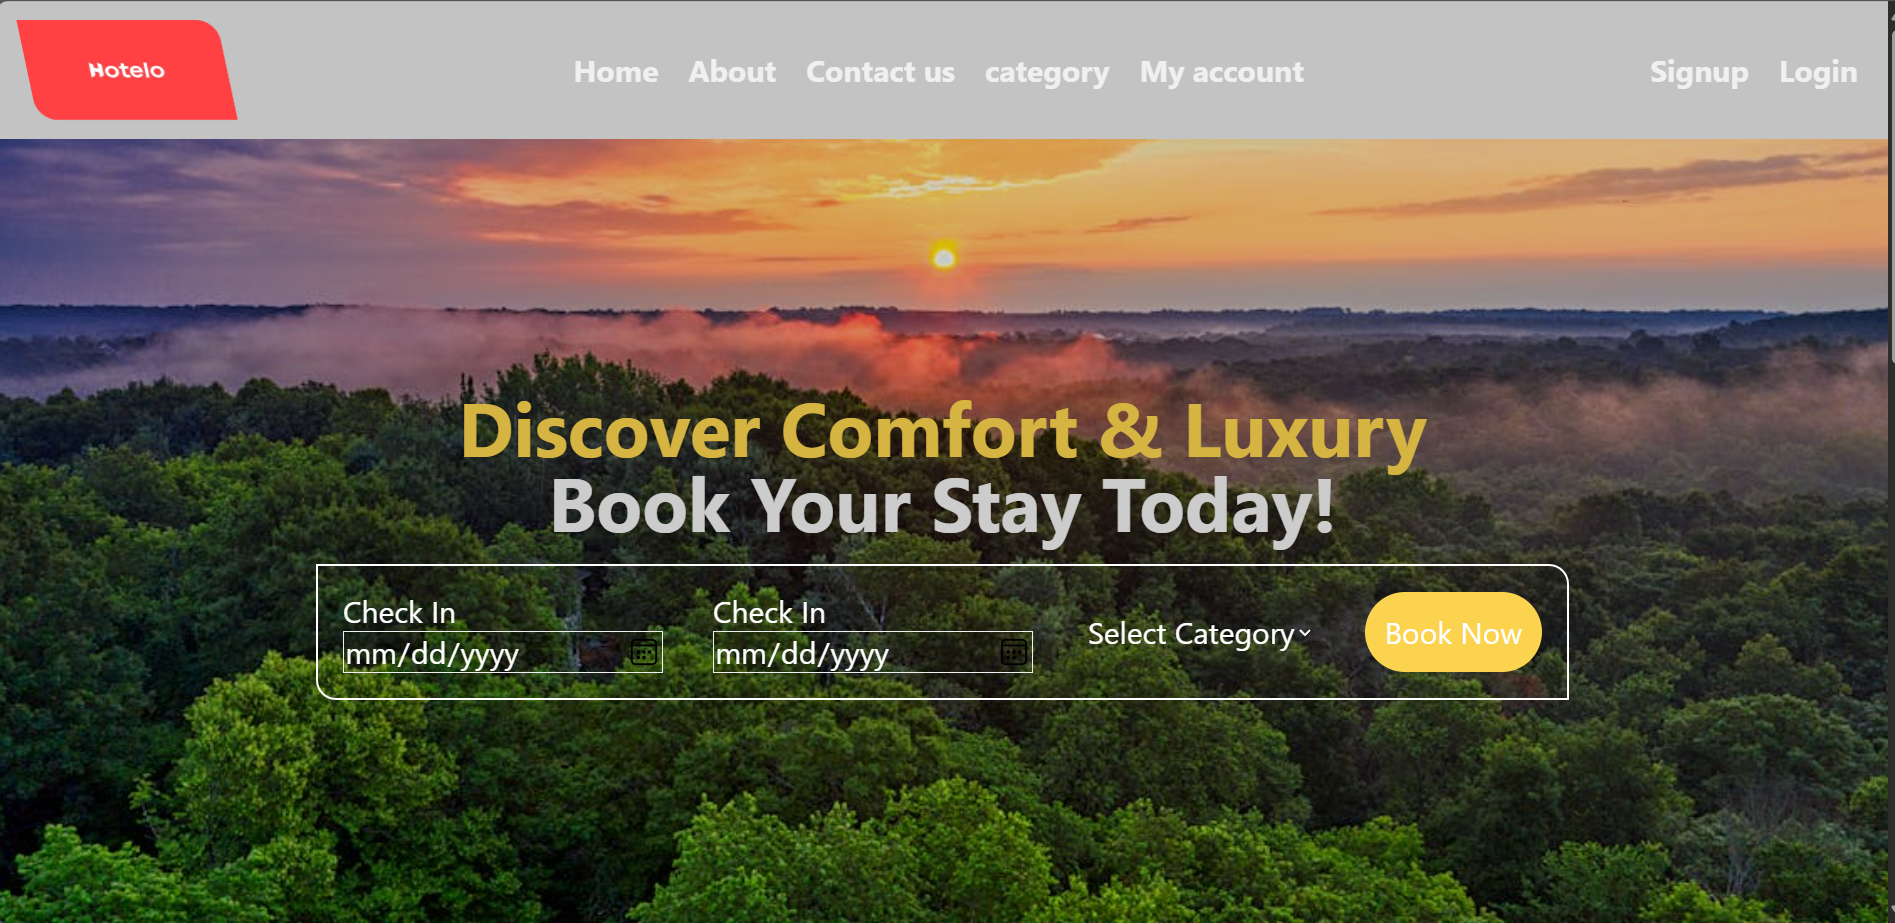 Hotelo
Home About Contact us category My account
Signup Login
Discover Comfort & Luxury
Book Your Stay Today!
Check In
mm/dd/yyyy
Check In
mm/dd/yyyy
Select Category
Book Now